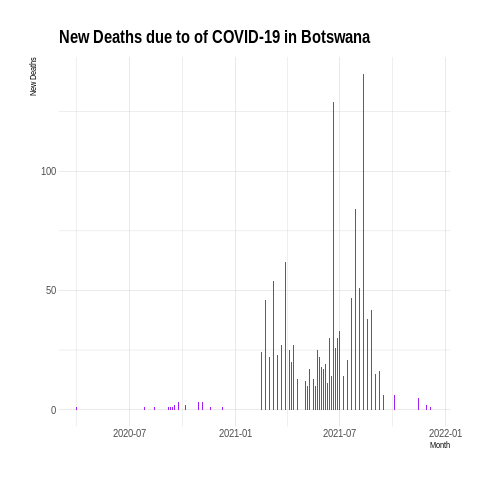 New Deaths due to of COVID-19 in Botswana
New Deaths
100
50
0
2020-07 2021-01 2021-07 2022-01
Month